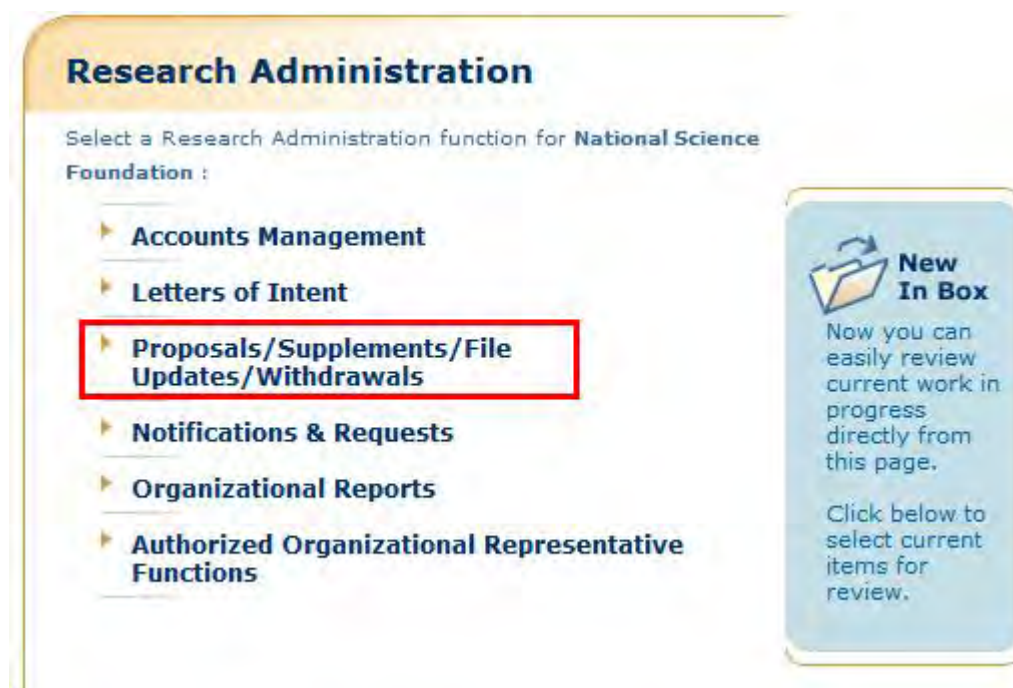 Research Administration
Select a Research Administration function for National Science
Foundation :
Accounts Management
Letters of Intent
Proposals/Supplements/File
Updates/Withdrawals
Notifications & Requests
Organizational Reports
Authorized Organizational Representative
Functions
New
In Box
Now you can
easily review
current work in
progress
directly from
this page.
Click below to
select current
items for
review.